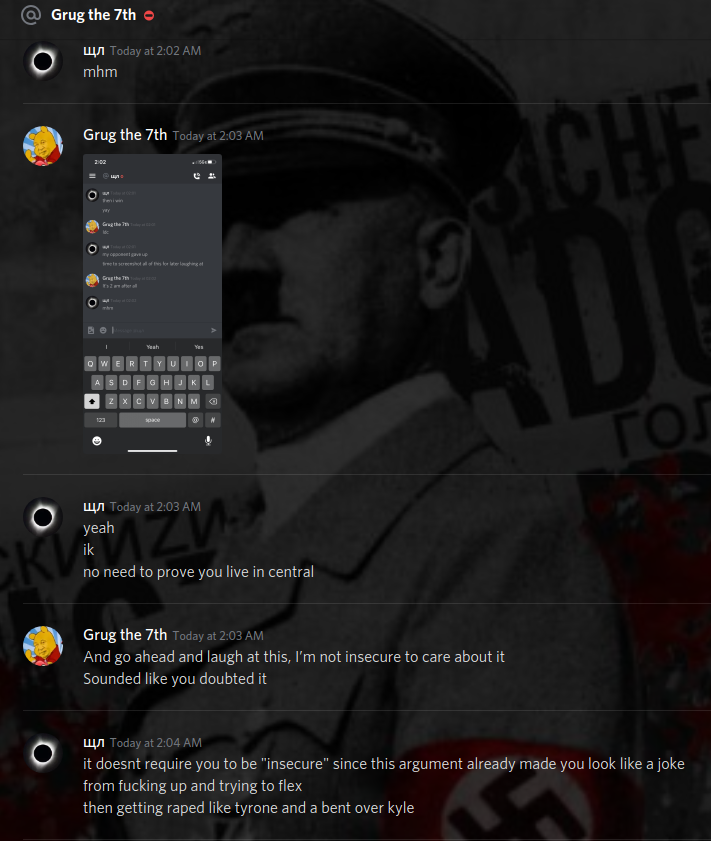 @ Grug the 7th
щл Today at 2:02 AM
mhm
Grug the 7th Today at 2:03 AM
2:02
@ щл
щл
then i win
yey
Grug the 7th
idc
щл
my opponent gave up
time to screenshot all of this for later laughing at
Grug the 7th
It's 2 am after all
щл
mhm
I Yeah Yes
Q W E R T Y U I O P
A S D F G H J K L
Z X C V B N M
123 space @ #
щл Today at 2:03 AM
yeah
ik
no need to prove you live in central
Grug the 7th Today at 2:03 AM
And go ahead and laugh at this, I'm not insecure to care about it
Sounded like you doubted it
щл Today at 2:04 AM
it doesnt require you to be "insecure" since this argument already made you look like a joke
from fucking up and trying to flex
then getting raped like tyrone and a bent over kyle